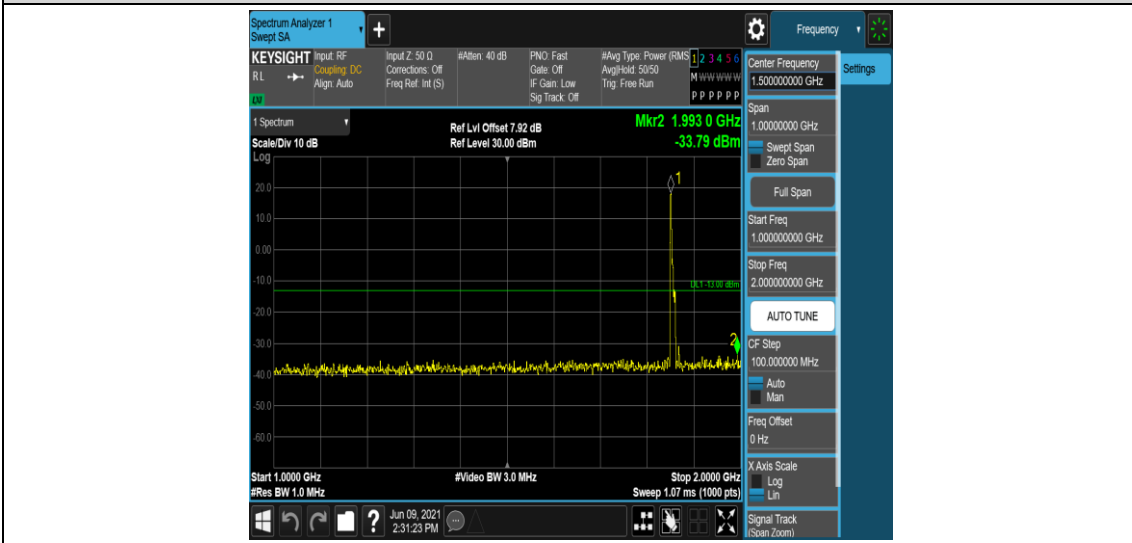 Spectrum Analyzer 1
Swept SA
+
Frequency
KEYSIGHT
RL
LXI
Input: RF
Coupling: DC
Align: Auto
Input Z: 50 Ω
Corrections: Off
Freq Ref: Int (S)
#Atten: 40 dB
PNO: Fast
Gate: Off
IF Gain: Low
Sig Track: Off
#Avg Type: Power (RMS
Avg|Hold: 50/50
Trig: Free Run
1 2 3 4 5 6
M W W W W W
P P P P P P
1 Spectrum
Scale/Div 10 dB
Log
Ref Lvl Offset 7.92 dB
Ref Level 30.00 dBm
Mkr2 1.993 0 GHz
-33.79 dBm
1
20.0
10.0
0.00
-10.0
DL1 -13.00 dBm
-20.0
-30.0
2
-40.0
-50.0
-60.0
Start 1.0000 GHz
#Res BW 1.0 MHz
#Video BW 3.0 MHz
Stop 2.0000 GHz
Sweep 1.07 ms (1000 pts)
?
Jun 09, 2021
2:31:23 PM
Center Frequency
1.500000000 GHz
Settings
Span
1.00000000 GHz
Swept Span
Zero Span
Full Span
Start Freq
1.000000000 GHz
Stop Freq
2.000000000 GHz
AUTO TUNE
CF Step
100.000000 MHz
Auto
Man
Freq Offset
0 Hz
X Axis Scale
Log
Lin
Signal Track
(Span Zoom)